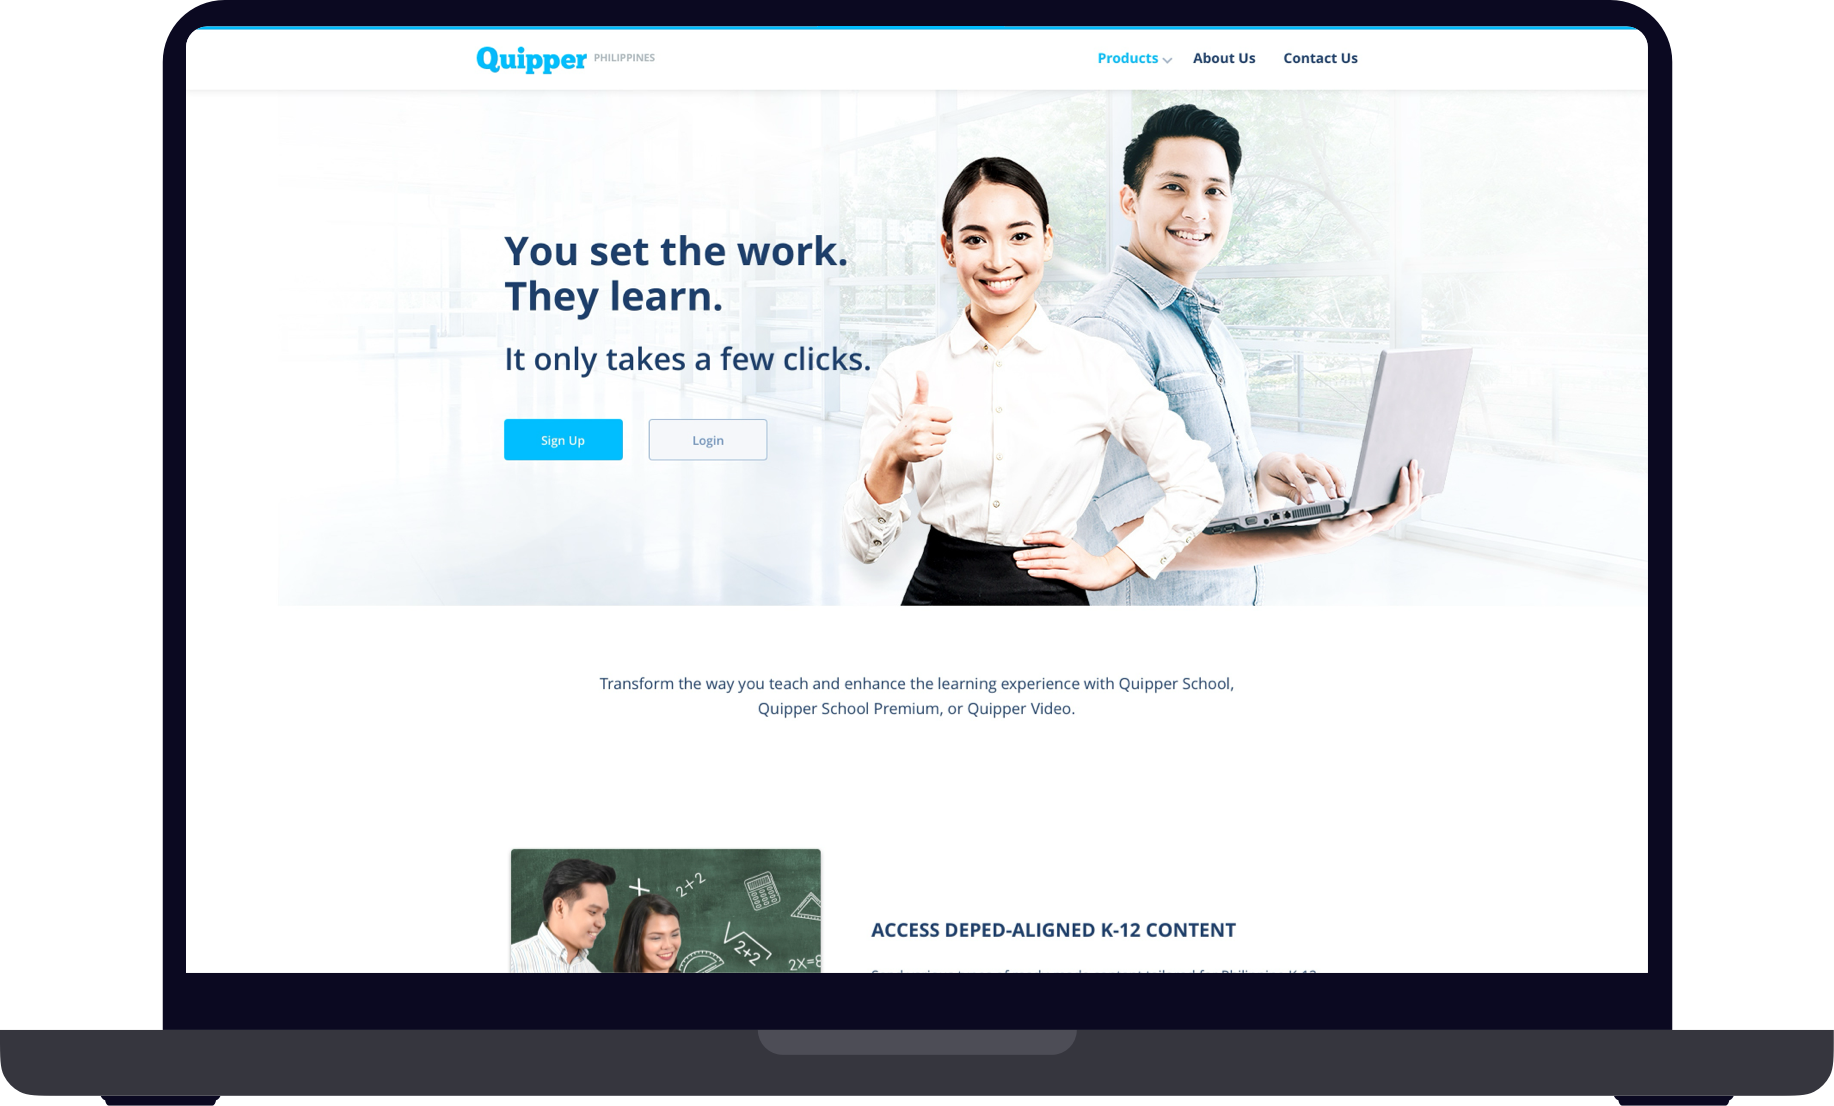 Quipper PHILIPPINES
Products About Us Contact Us
You set the work.
They learn.
It only takes a few clicks.
Sign Up Login
Transform the way you teach and enhance the learning experience with Quipper School,
Quipper School Premium, or Quipper Video.
X 2+2
√2+2
2X=8
ACCESS DEPED-ALIGNED K-12 CONTENT